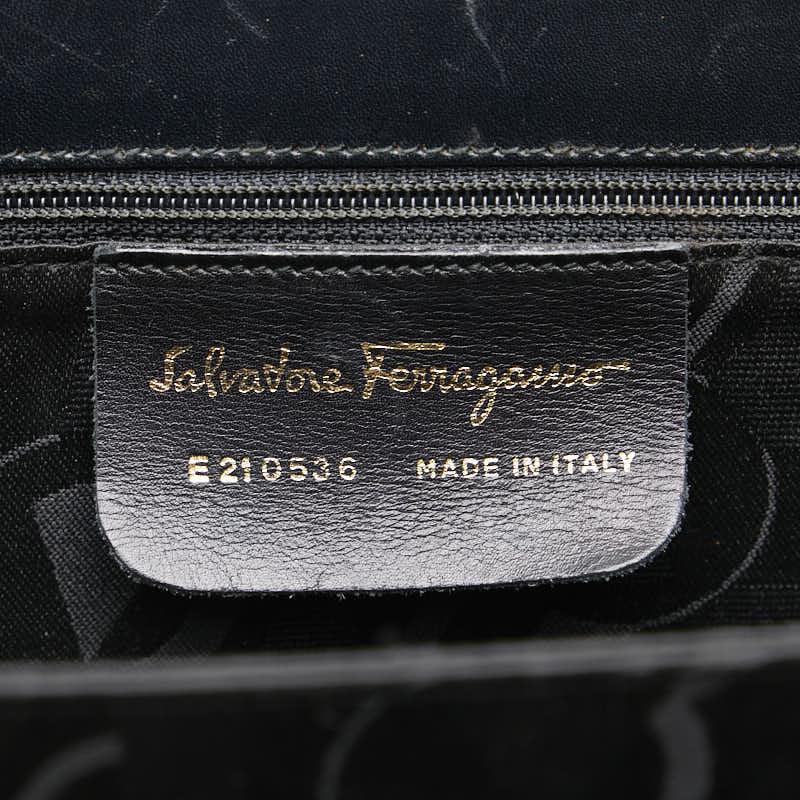 Salvatore Ferragamo
E210536 MADE IN ITALY